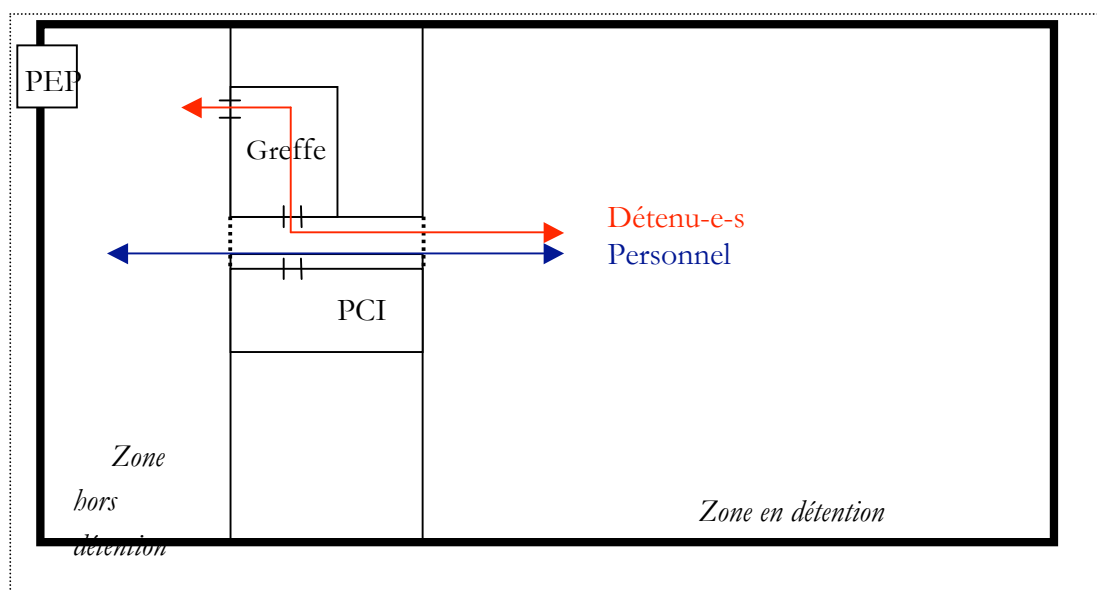 PEP
Greffe
Détenu-e-s
Personnel
PCI
Zone
hors
détention
Zone en détention